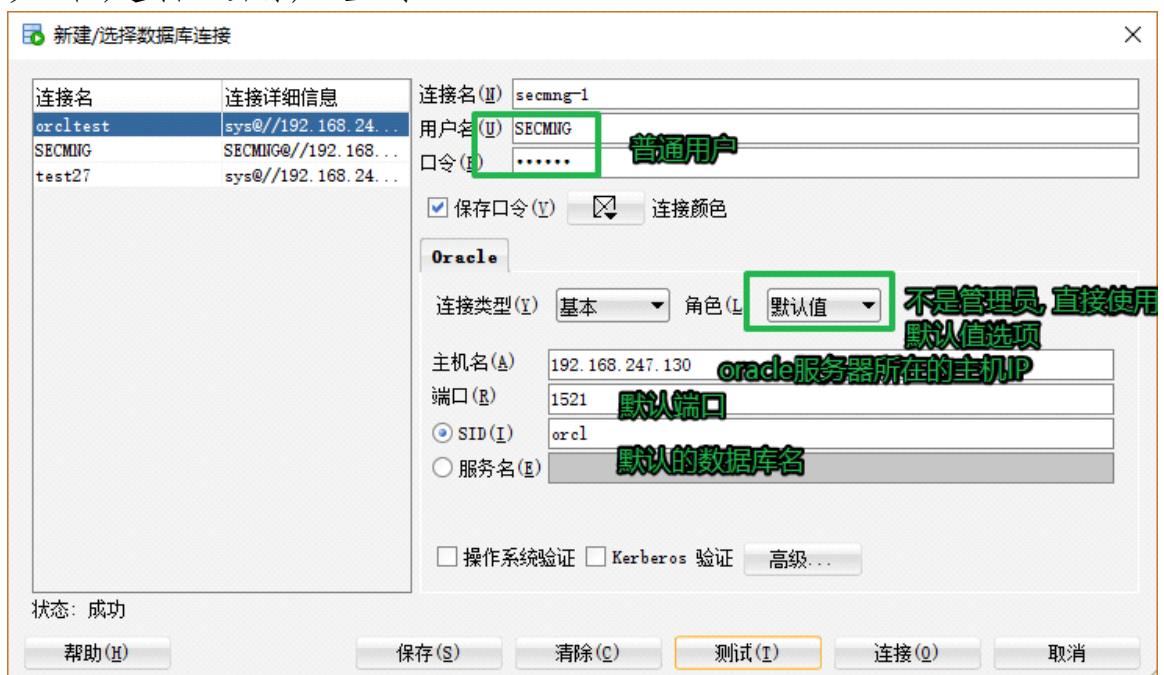 新建/选择数据库连接
连接名 连接详细信息
orcltest sys@//192.168.24...
SECMNG SECMNG@//192.168...
test27 sys@//192.168.24...
连接名(N) secmng-1
用户名(U) SECMNG
普通用户
口令(P) ••••••
保存口令(V) 连接颜色
Oracle
连接类型(Y) 基本 角色(L 默认值
不是管理员, 直接使用
默认值选项
主机名(A) 192.168.247.130 oracle服务器所在的主机IP
端口(R) 1521 默认端口
SID(I) orcl
服务名(E) 默认的数据库名
操作系统验证 Kerberos 验证 高级...
状态: 成功
帮助(H) 保存(S) 清除(C) 测试(T) 连接(O) 取消